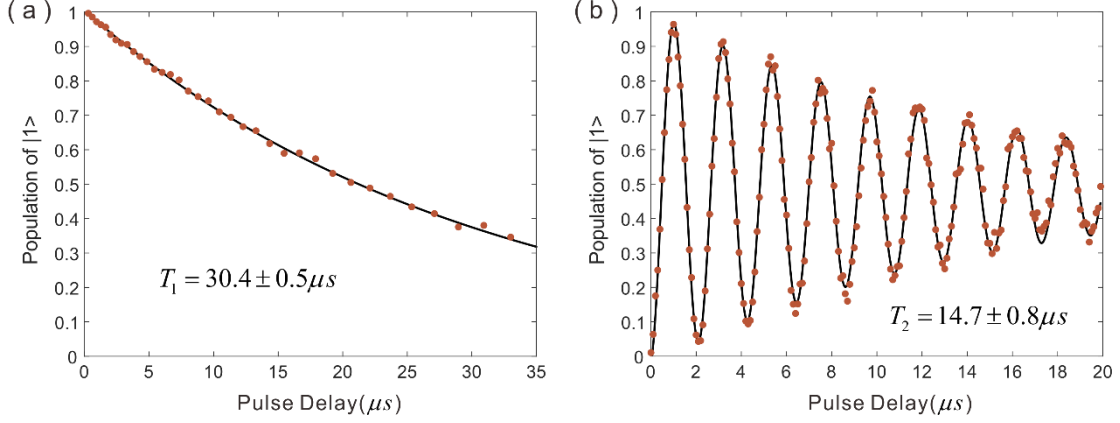 ( a )
1
0.9
0.8
0.7
0.6
0.5
0.4
0.3
0.2
0.1
0
Population of |1>
T₁ = 30.4 ± 0.5μs
0 5 10 15 20 25 30 35
Pulse Delay(μs)
( b )
1
0.9
0.8
0.7
0.6
0.5
0.4
0.3
0.2
0.1
0
Population of |1>
T₂ = 14.7 ± 0.8μs
0 2 4 6 8 10 12 14 16 18 20
Pulse Delay(μs)